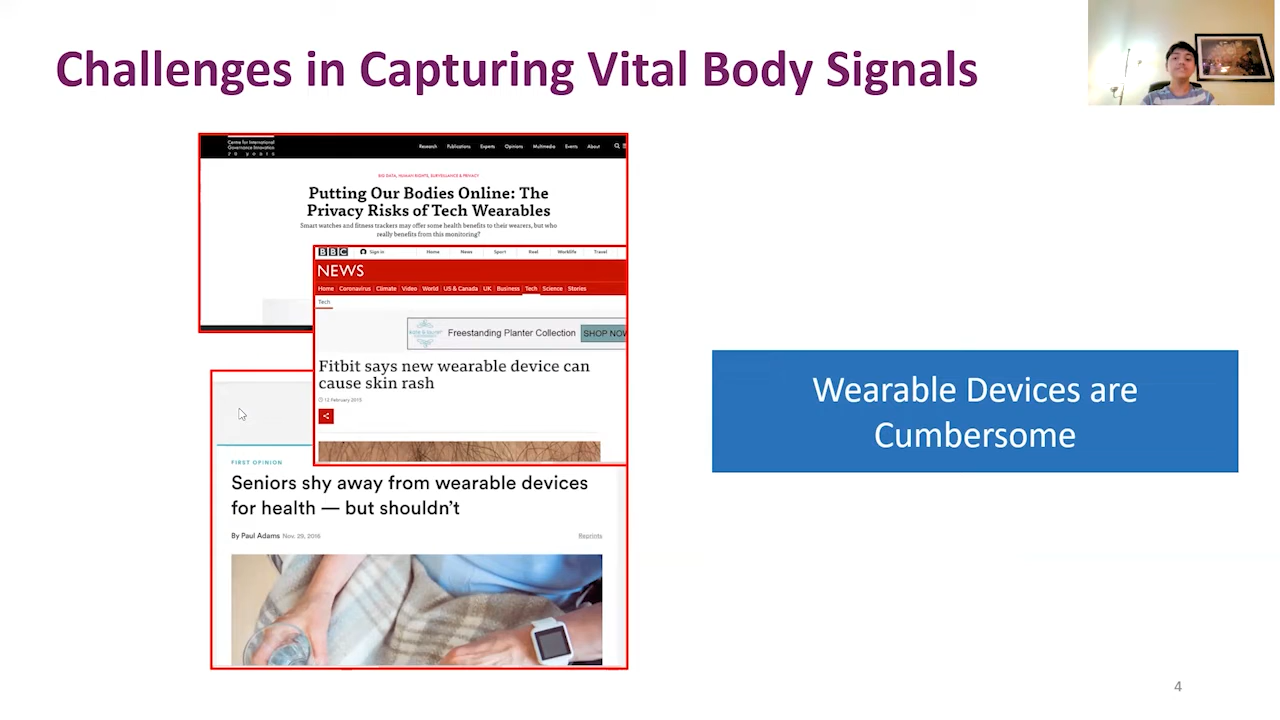 Challenges in Capturing Vital Body Signals
Centre for International
Governance Innovation
20 years
Research Publications Experts Opinions Multimedia Events About
BIG DATA, HUMAN RIGHTS, SURVEILLANCE & PRIVACY
Putting Our Bodies Online: The
Privacy Risks of Tech Wearables
Smart watches and fitness trackers may offer some health benefits to their wearers, but who
really benefits from this monitoring?
BBC Sign in Home News Sport Reel Worklife Travel
NEWS
Home Coronavirus Climate Video World US & Canada UK Business Tech Science Stories
Tech
Freestanding Planter Collection SHOP NOW
Fitbit says new wearable device can
cause skin rash
12 February 2015
FIRST OPINION
Seniors shy away from wearable devices
for health — but shouldn't
By Paul Adams Nov. 29, 2016
Reprints
Wearable Devices are
Cumbersome
4